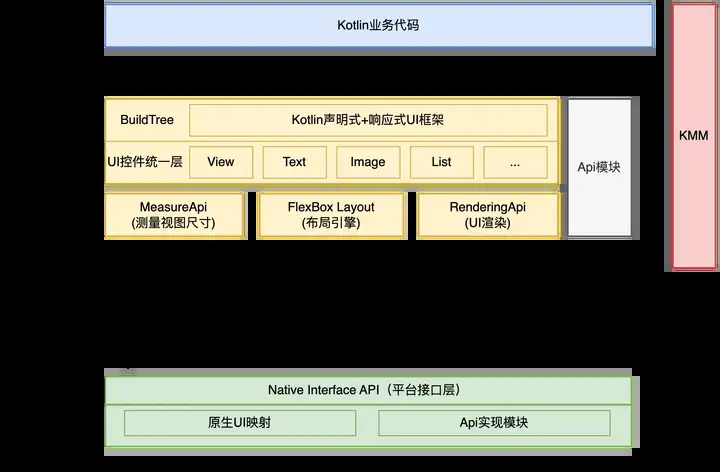 Kotlin业务代码
KMM
BuildTree
Kotlin声明式+响应式UI框架
UI控件统一层
View
Text
Image
List
...
Api模块
MeasureApi
(测量视图尺寸)
FlexBox Layout
(布局引擎)
RenderingApi
(UI渲染)
Native Interface API（平台接口层）
原生UI映射
Api实现模块